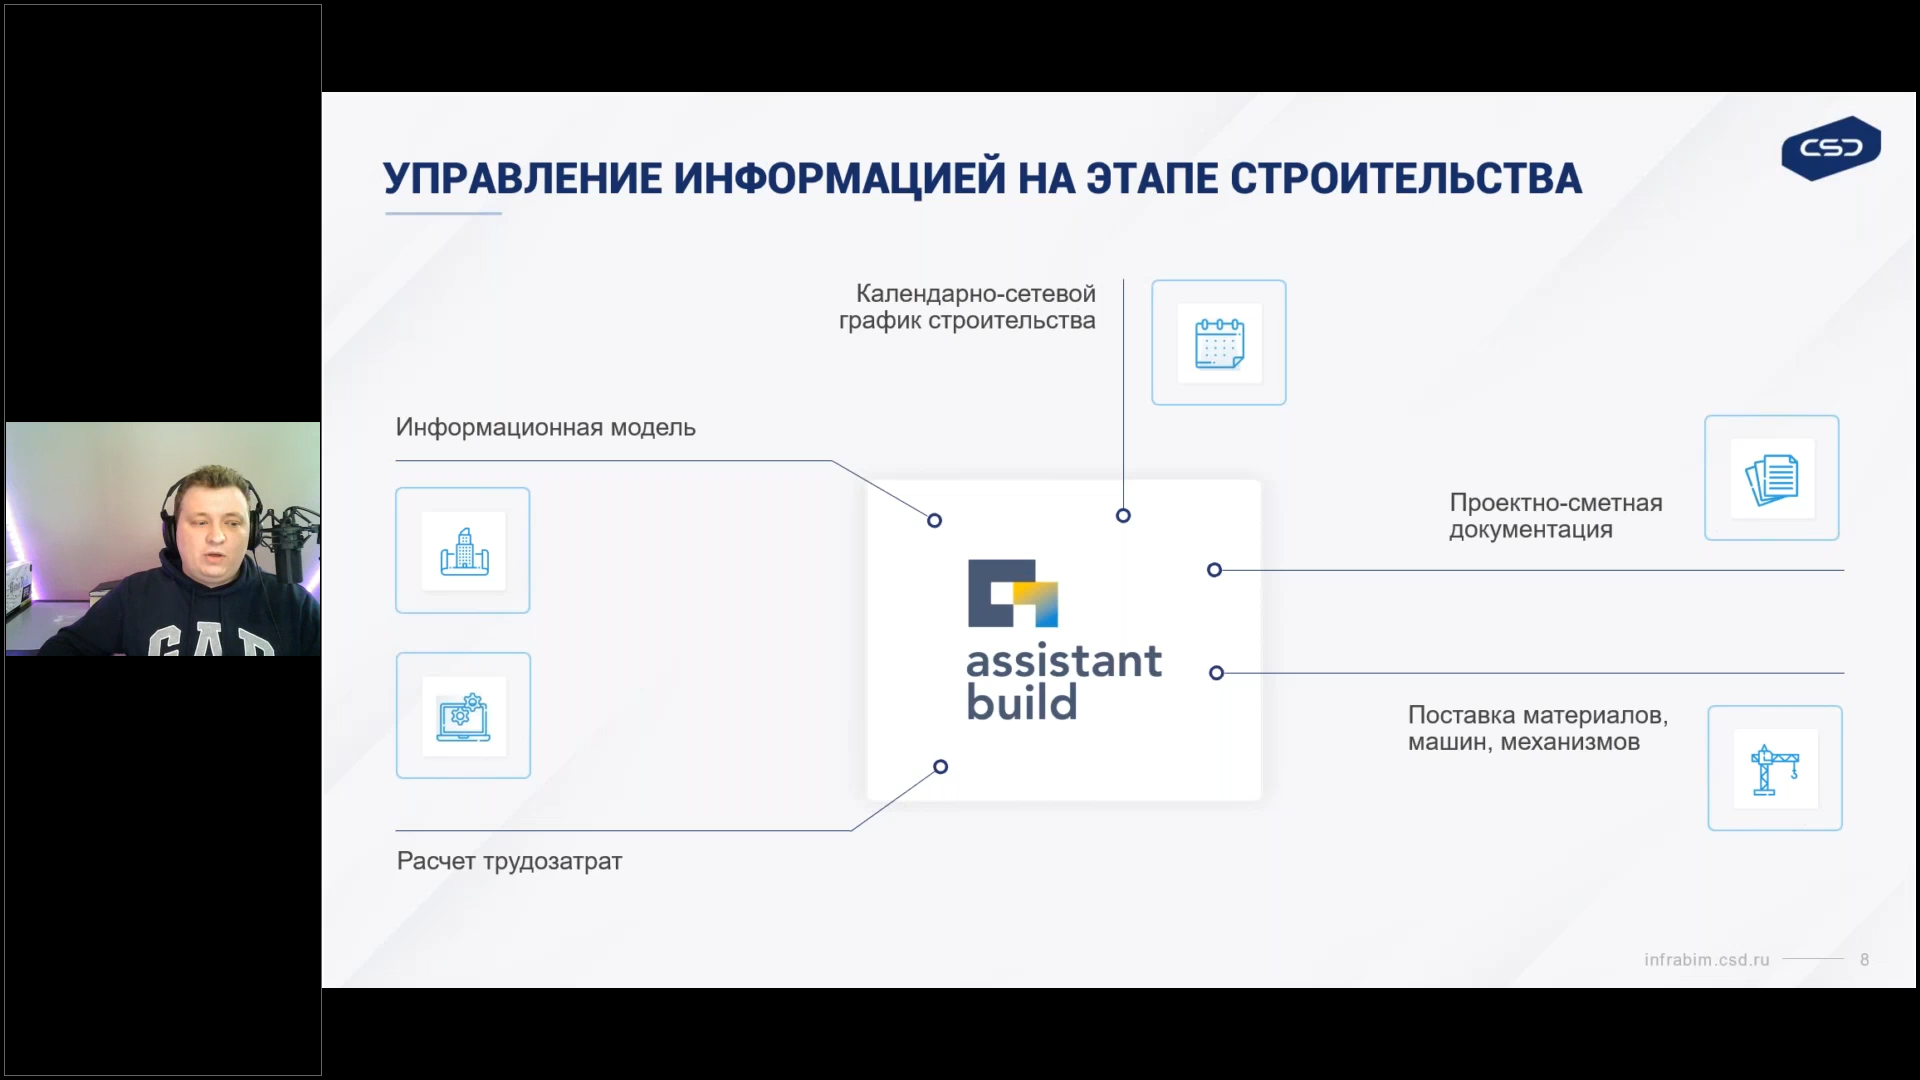 CSD
УПРАВЛЕНИЕ ИНФОРМАЦИЕЙ НА ЭТАПЕ СТРОИТЕЛЬСТВА
Календарно-сетевой
график строительства
Информационная модель
Проектно-сметная
документация
assistant
build
Поставка материалов,
машин, механизмов
Расчет трудозатрат
GAP
infrabim.csd.ru
8